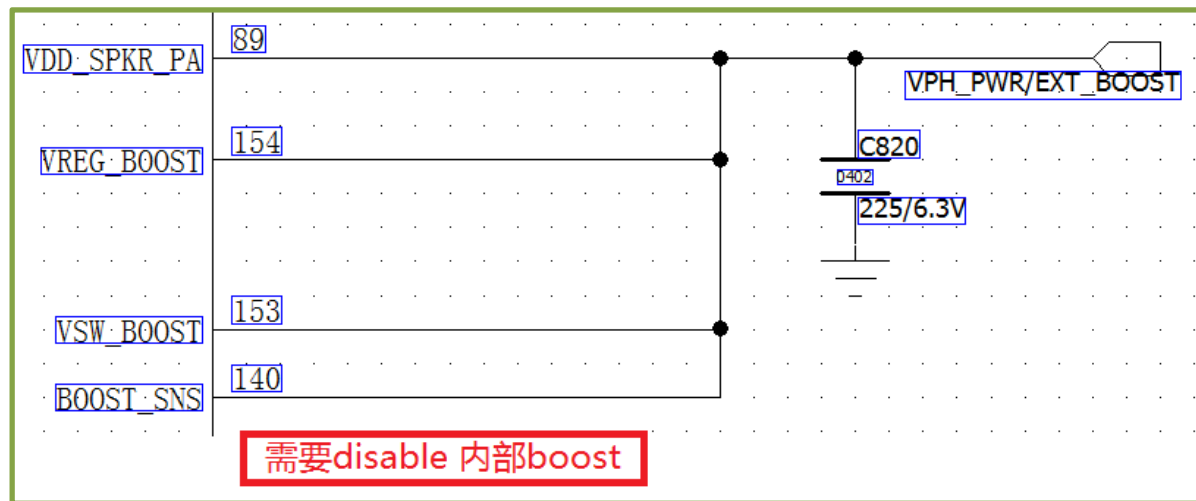 VDD_SPKR_PA
89
VPH_PWR/EXT_BOOST
VREG_BOOST
154
C820
0402
225/6.3V
VSW_BOOST
153
BOOST_SNS
140
需要disable 内部boost